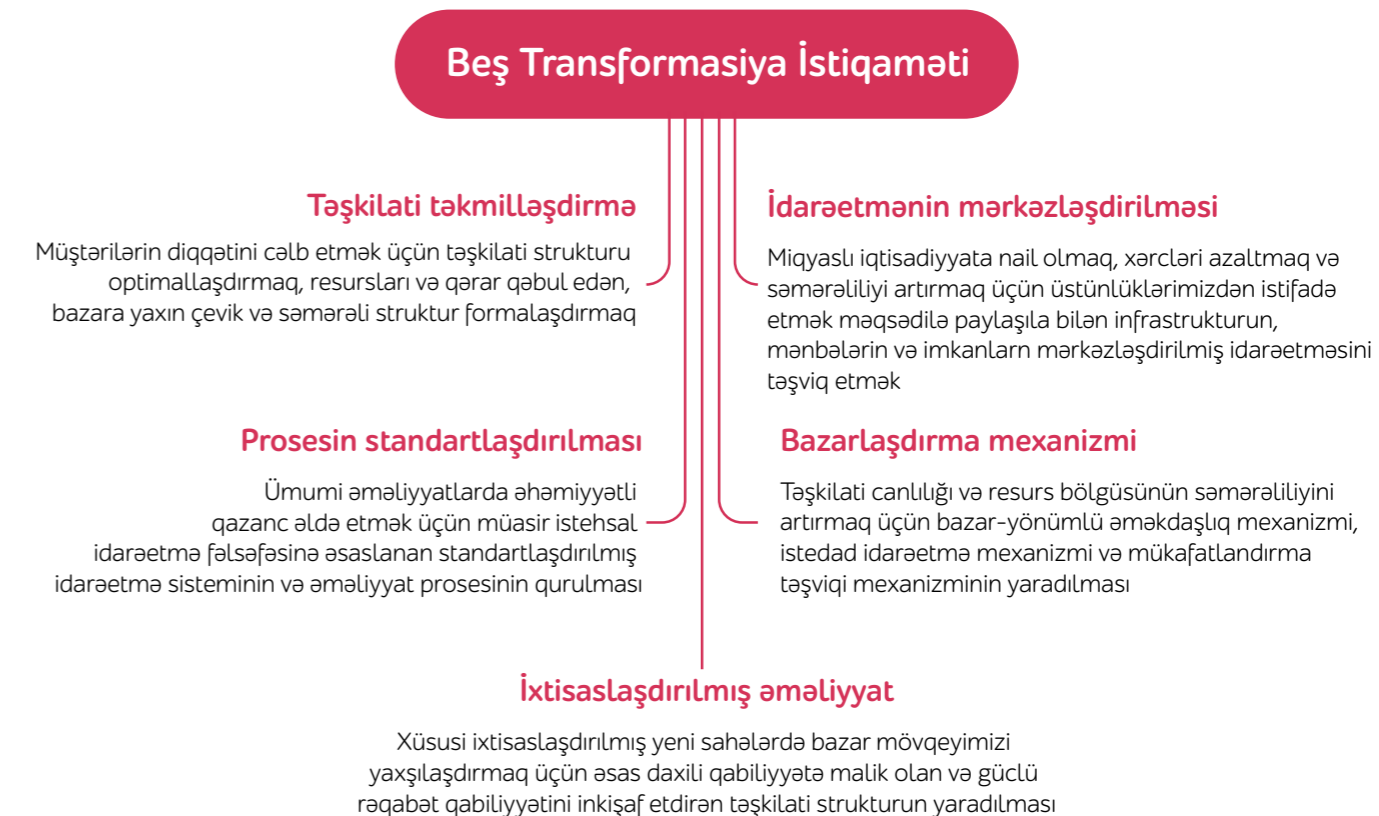 Beş Transformasiya İstiqaməti
Təşkilati təkmilləşdirmə
Müştərilərin diqqətini cəlb etmək üçün təşkilati strukturu
optimallaşdırmaq, resursları və qərar qəbul edən,
bazara yaxın çevik və səmərəli struktur formalaşdırmaq
İdarəetmənin mərkəzləşdirilməsi
Miqyaslı iqtisadiyyata nail olmaq, xərcləri azaltmaq və
səmərəliliyi artırmaq üçün üstünlüklərimizdən istifadə
etmək məqsədilə paylaşıla bilən infrastrukturun,
mənbələrin və imkanlarn mərkəzləşdirilmiş idarəetməsini
təşviq etmək
Prosesin standartlaşdırılması
Ümumi əməliyyatlarda əhəmiyyətli
qazanc əldə etmək üçün müasir istehsal
idarəetmə fəlsəfəsinə əsaslanan standartlaşdırılmış
idarəetmə sisteminin və əməliyyat prosesinin qurulması
Bazarlaşdırma mexanizmi
Təşkilati canlılığı və resurs bölgüsünün səmərəliliyini
artırmaq üçün bazar-yönümlü əməkdaşlıq mexanizmi,
istedad idarəetmə mexanizmi və mükafatlandırma
təşviqi mexanizminin yaradılması
İxtisaslaşdırılmış əməliyyat
Xüsusi ixtisaslaşdırılmış yeni sahələrdə bazar mövqeyimizi
yaxşılaşdırmaq üçün əsas daxili qabiliyyətə malik olan və güclü
rəqabət qabiliyyətini inkişaf etdirən təşkilati strukturun yaradılması